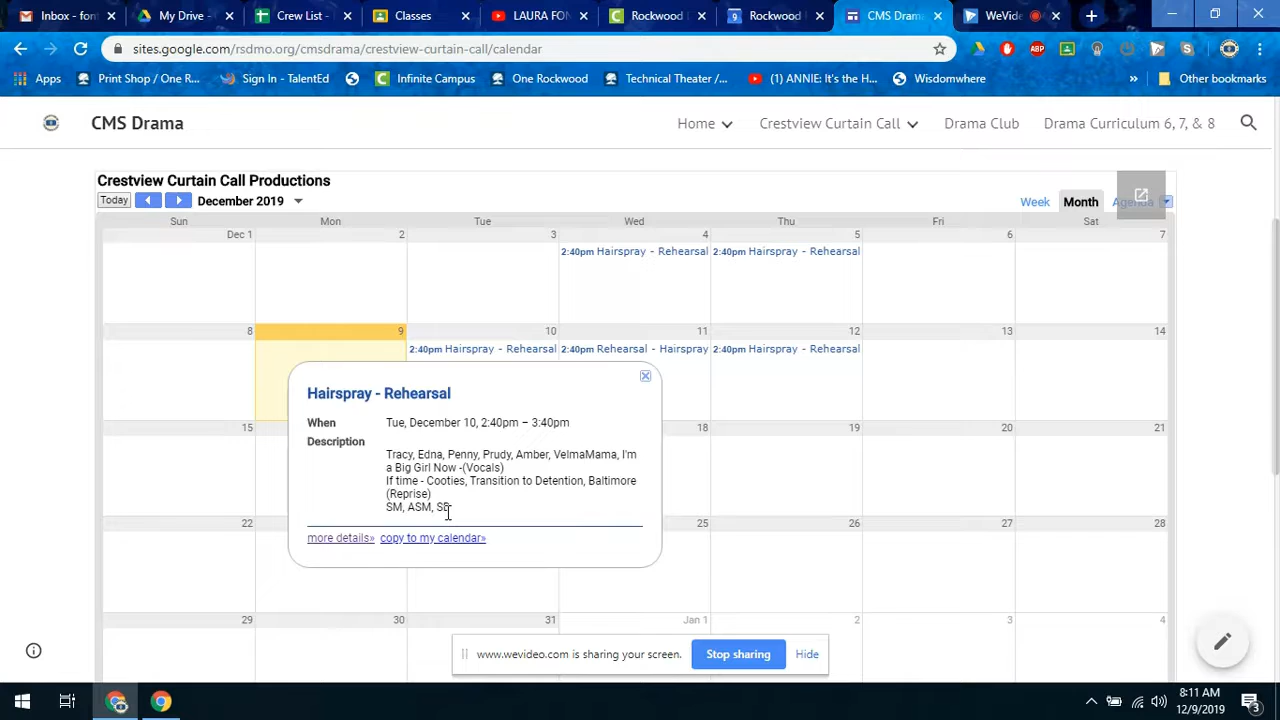 Inbox - font
My Drive -
Crew List -
Classes
LAURA FON
Rockwood
Rockwood
CMS Drama
WeVide
sites.google.com/rsdmo.org/cmsdrama/crestview-curtain-call/calendar
Apps
Print Shop / One R...
Sign In - TalentEd
Infinite Campus
One Rockwood
Technical Theater /...
(1) ANNIE: It's the H...
Wisdomwhere
»
Other bookmarks
CMS Drama
Home
Crestview Curtain Call
Drama Club
Drama Curriculum 6, 7, & 8
Crestview Curtain Call Productions
Today
December 2019
Week
Month
Agenda
Sun
Mon
Tue
Wed
Thu
Fri
Sat
Dec 1
2
3
4
5
6
7
2:40pm Hairspray - Rehearsal
2:40pm Hairspray - Rehearsal
8
9
10
11
12
13
14
2:40pm Hairspray - Rehearsal
2:40pm Rehearsal - Hairspray
2:40pm Hairspray - Rehearsal
Hairspray - Rehearsal
When
Tue, December 10, 2:40pm – 3:40pm
Description
Tracy, Edna, Penny, Prudy, Amber, VelmaMama, I'm
a Big Girl Now -(Vocals)
If time - Cooties, Transition to Detention, Baltimore
(Reprise)
SM, ASM,
more details»
copy to my calendar»
15
18
19
20
21
22
25
26
27
28
29
30
31
Jan 1
2
3
4
www.wevideo.com is sharing your screen.
Stop sharing
Hide
8:11 AM
12/9/2019
3